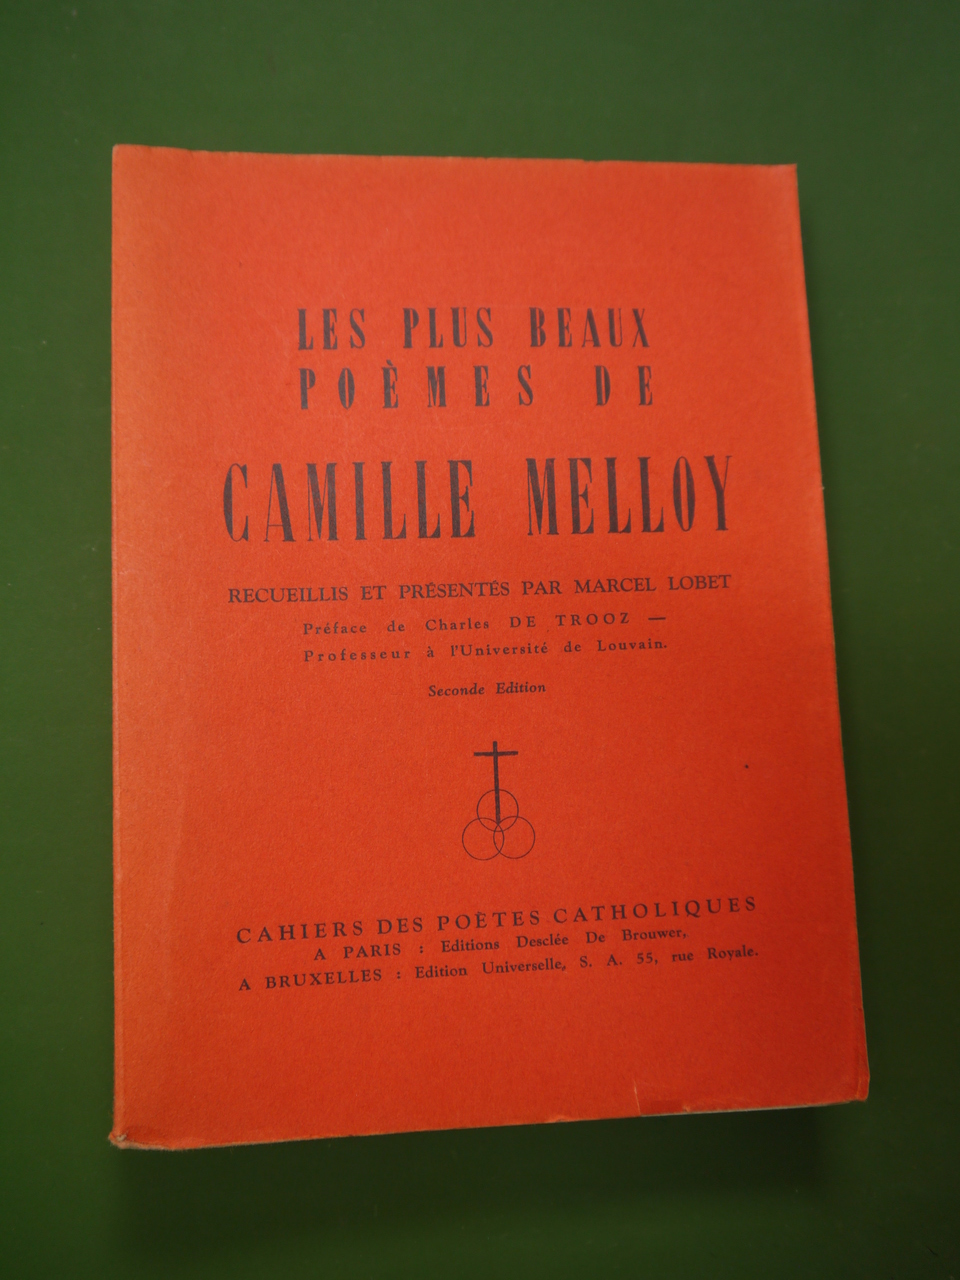 LES PLUS BEAUX
POÈMES DE
CAMILLE MELLOY
RECUEILLIS ET PRÉSENTÉS PAR MARCEL LOBET
Préface de Charles DE TROOZ —
Professeur à l'Université de Louvain.
Seconde Edition
CAHIERS DES POÈTES CATHOLIQUES
A PARIS : Editions Desclée De Brouwer,
A BRUXELLES : Edition Universelle, S. A. 55, rue Royale.